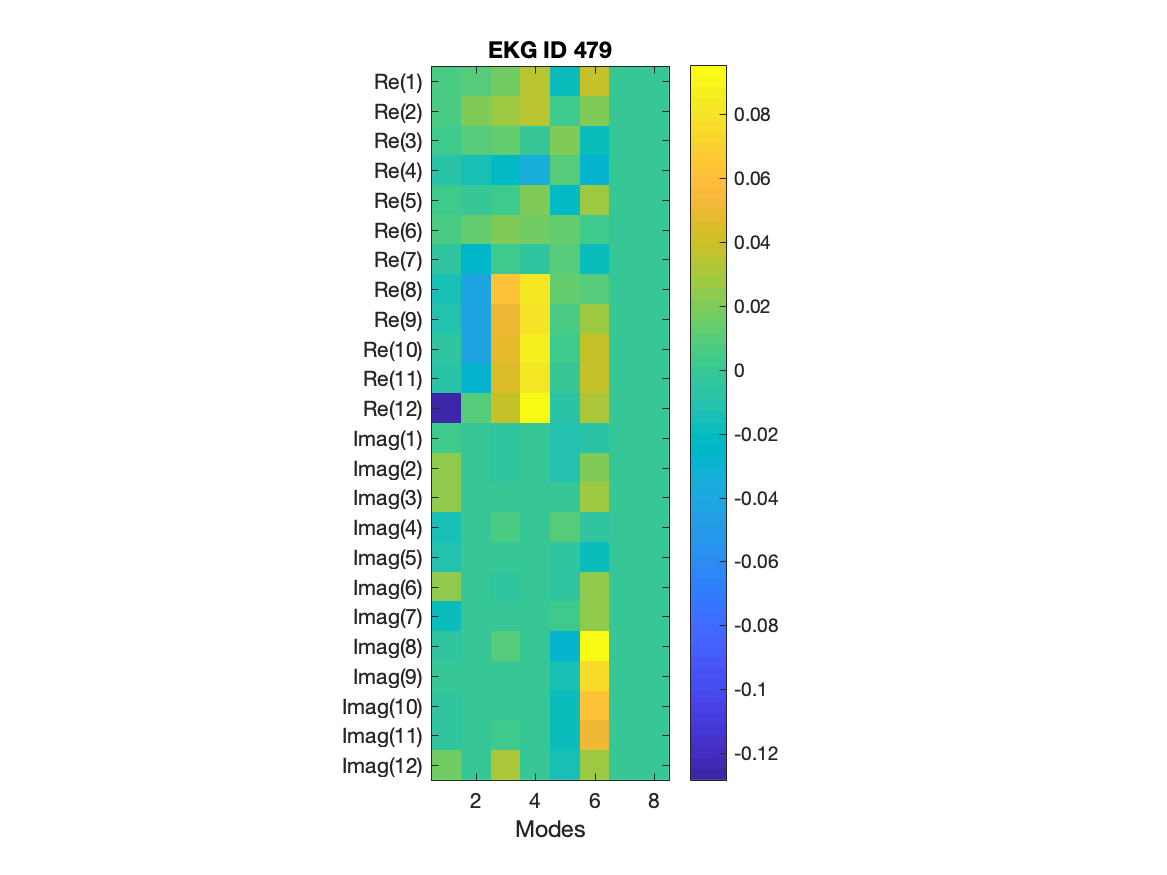 EKG ID 479
Re(1)
Re(2)
Re(3)
Re(4)
Re(5)
Re(6)
Re(7)
Re(8)
Re(9)
Re(10)
Re(11)
Re(12)
Imag(1)
Imag(2)
Imag(3)
Imag(4)
Imag(5)
Imag(6)
Imag(7)
Imag(8)
Imag(9)
Imag(10)
Imag(11)
Imag(12)
2 4 6 8
Modes
0.08
0.06
0.04
0.02
0
-0.02
-0.04
-0.06
-0.08
-0.1
-0.12